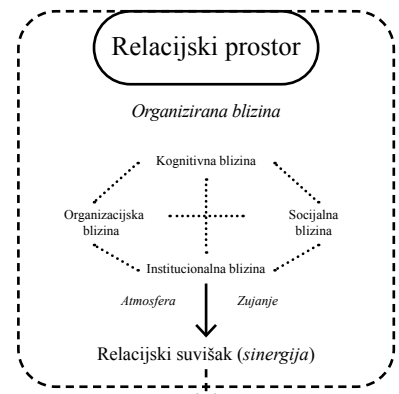 Relacijski prostor
Organizirana blizina
Kognitivna blizina
Organizacijska
blizina
Socijalna
blizina
Institucionalna blizina
Atmosfera
Zujanje
Relacijski suvišak (sinergija)